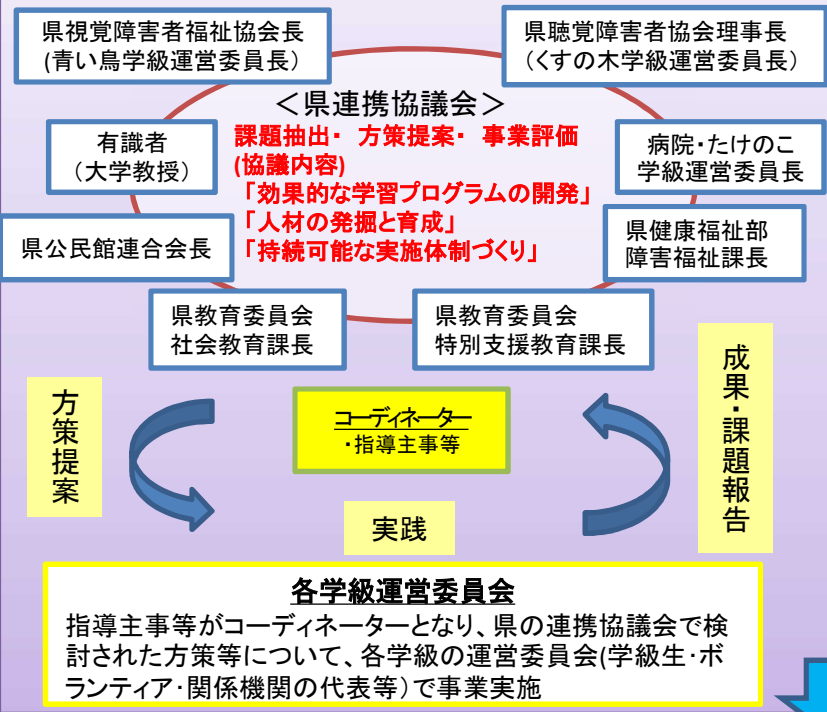 県視覚障害者福祉協会長
(青い鳥学級運営委員長)
県聴覚障害者協会理事長
(くすの木学級運営委員長)
<県連携協議会>
課題抽出・ 方策提案・ 事業評価
(協議内容)
「効果的な学習プログラムの開発」
「人材の発掘と育成」
「持続可能な実施体制づくり」
有識者
(大学教授)
病院・たけのこ
学級運営委員長
県公民館連合会長
県健康福祉部
障害福祉課長
県教育委員会
社会教育課長
県教育委員会
特別支援教育課長
方策提案
コーディネーター
・指導主事等
成果・課題報告
実践
各学級運営委員会
指導主事等がコーディネーターとなり、県の連携協議会で検
討された方策等について、各学級の運営委員会(学級生・ボ
ランティア・関係機関の代表等)で事業実施